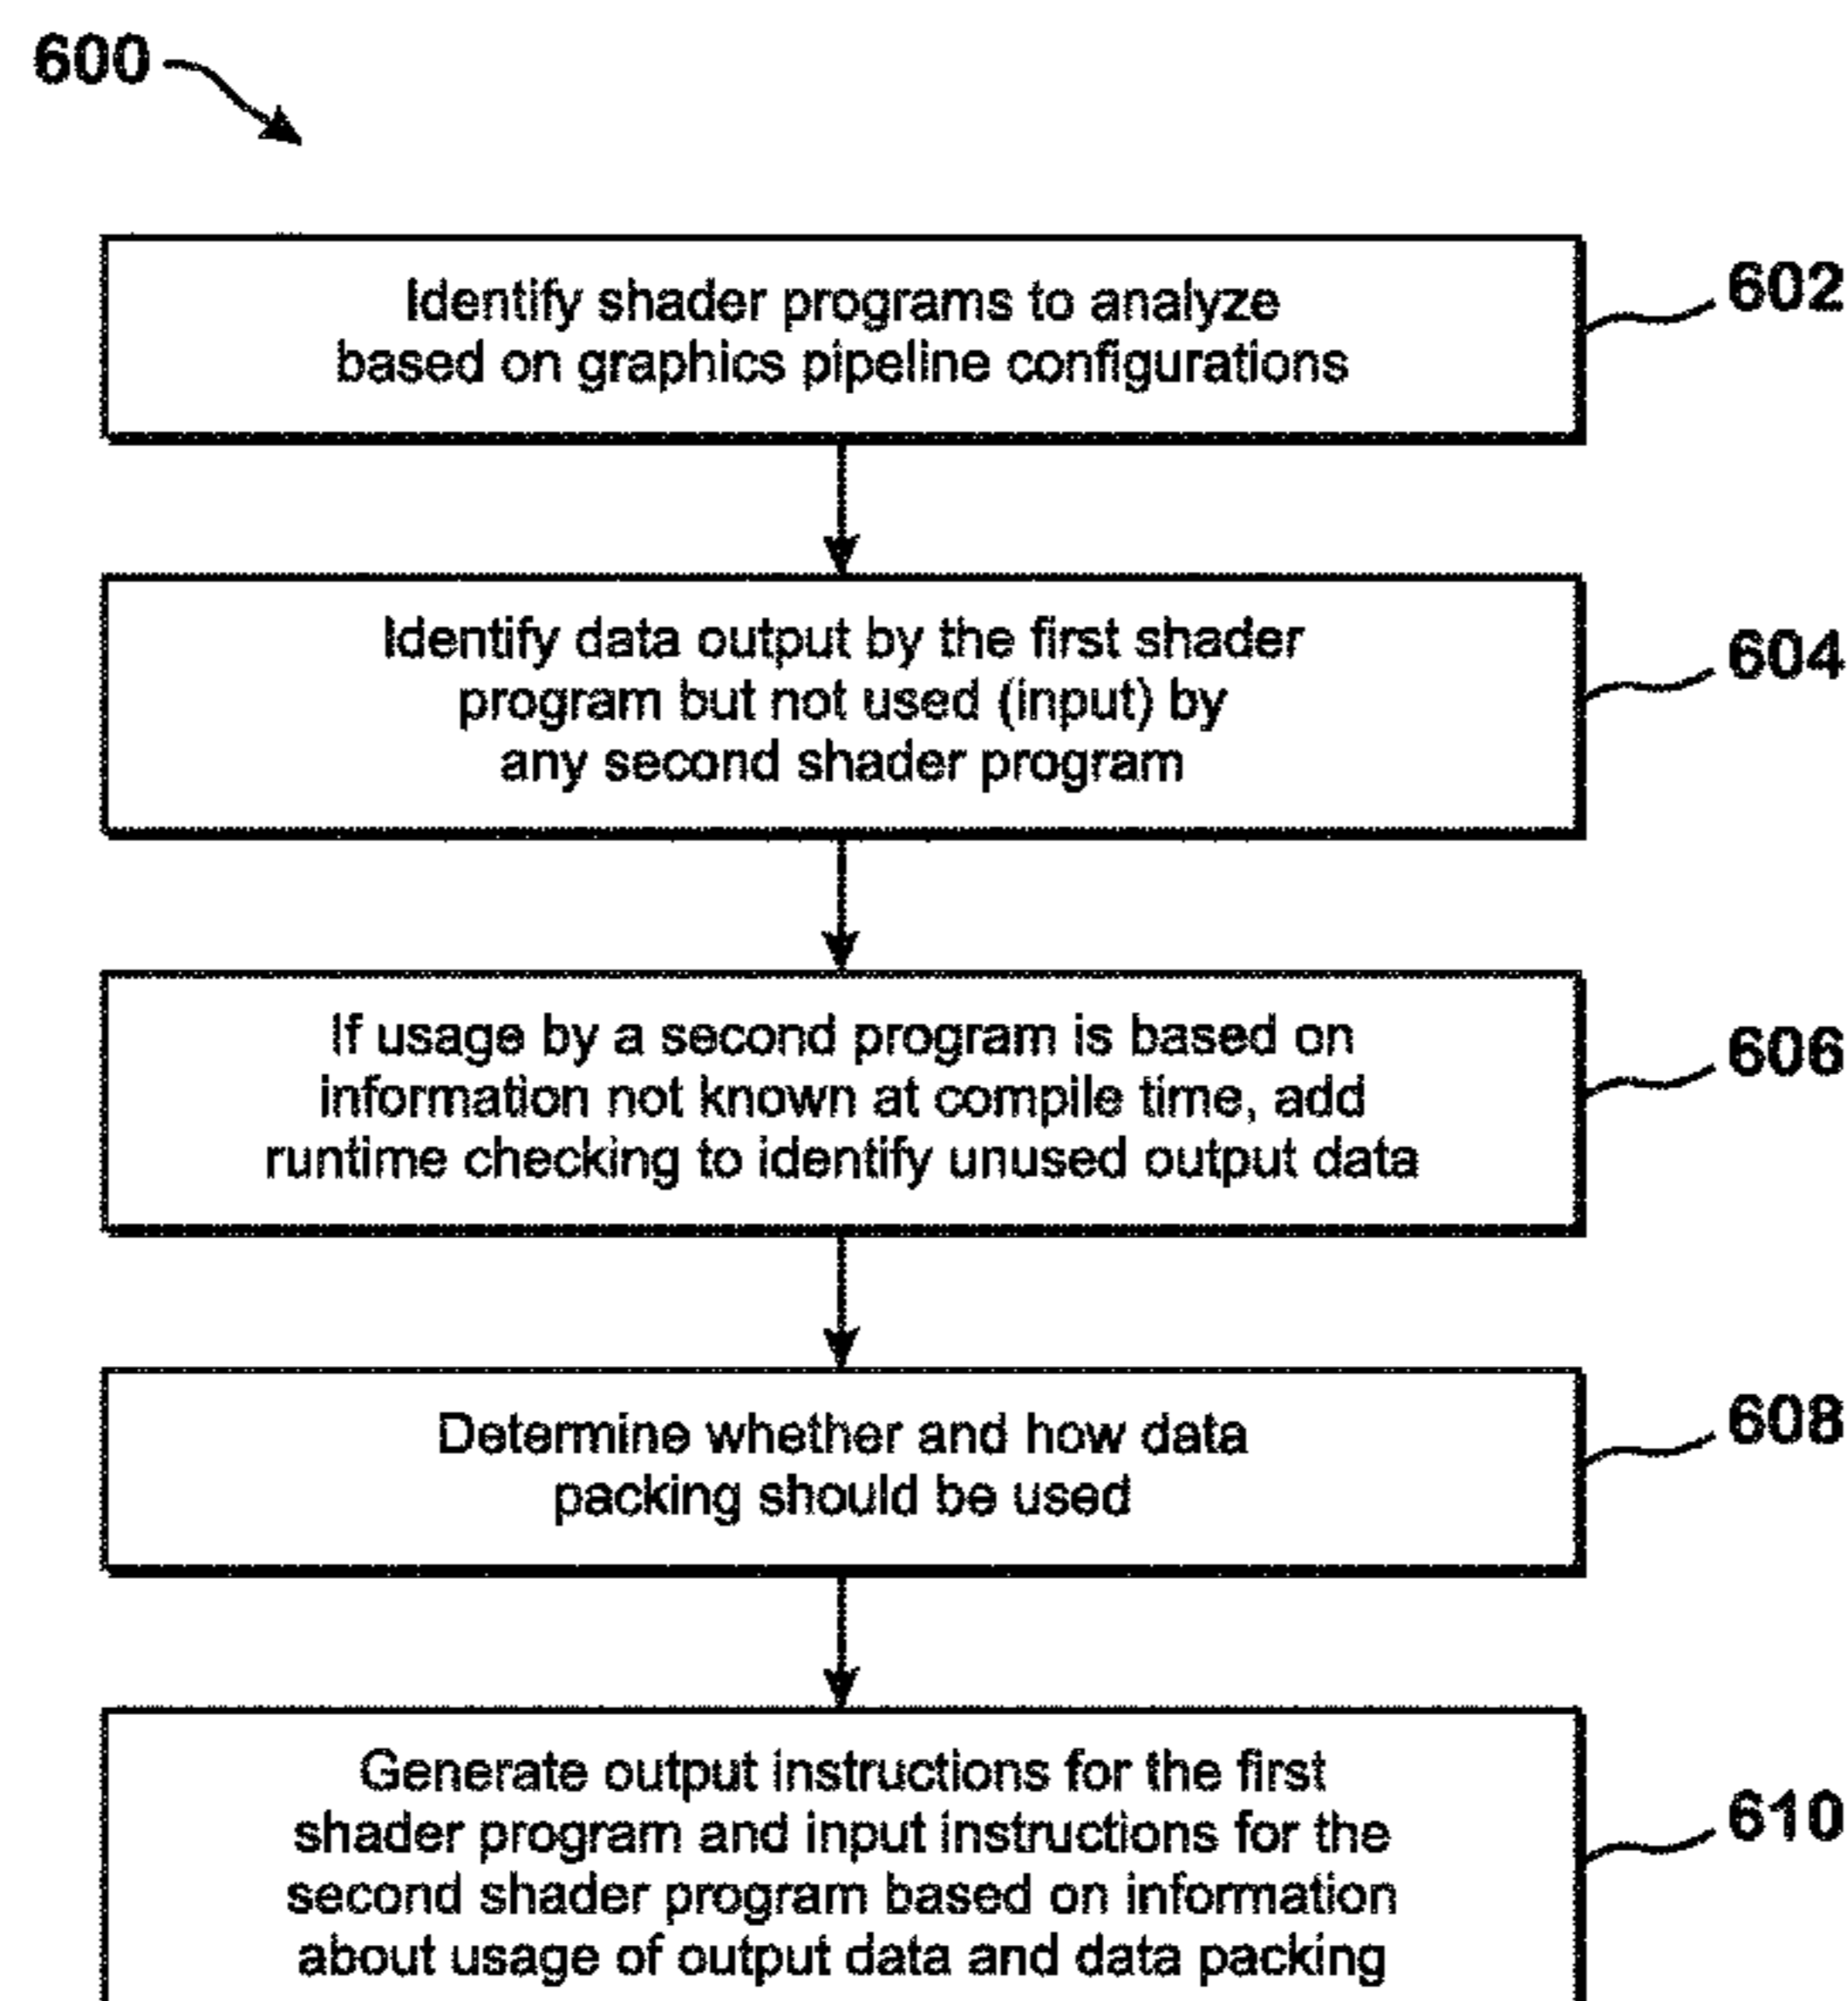 600
Identify shader programs to analyze
based on graphics pipeline configurations
602
Identify data output by the first shader
program but not used (input) by
any second shader program
604
If usage by a second program is based on
information not known at compile time, add
runtime checking to identify unused output data
606
Determine whether and how data
packing should be used
608
Generate output instructions for the first
shader program and input instructions for the
second shader program based on information
about usage of output data and data packing
610